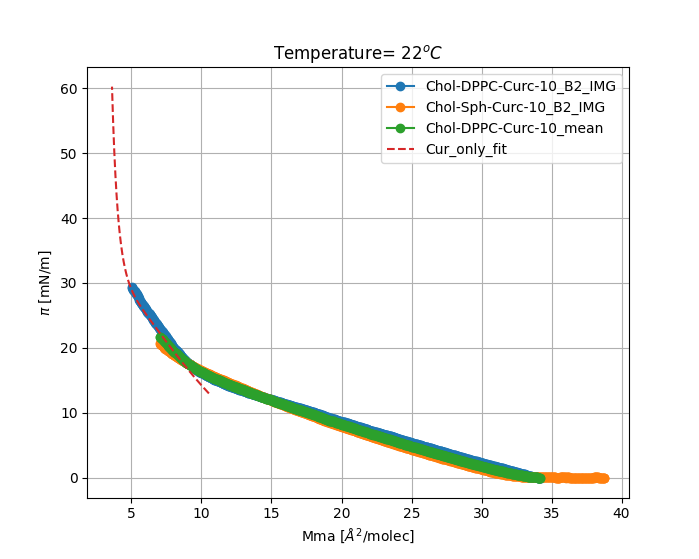 Temperature= 22°C
Chol-DPPC-Curc-10_B2_IMG
Chol-Sph-Curc-10_B2_IMG
Chol-DPPC-Curc-10_mean
Cur_only_fit
π [mN/m]
60
50
40
30
20
10
0
5
10
15
20
25
30
35
40
Mma [Å²/molec]